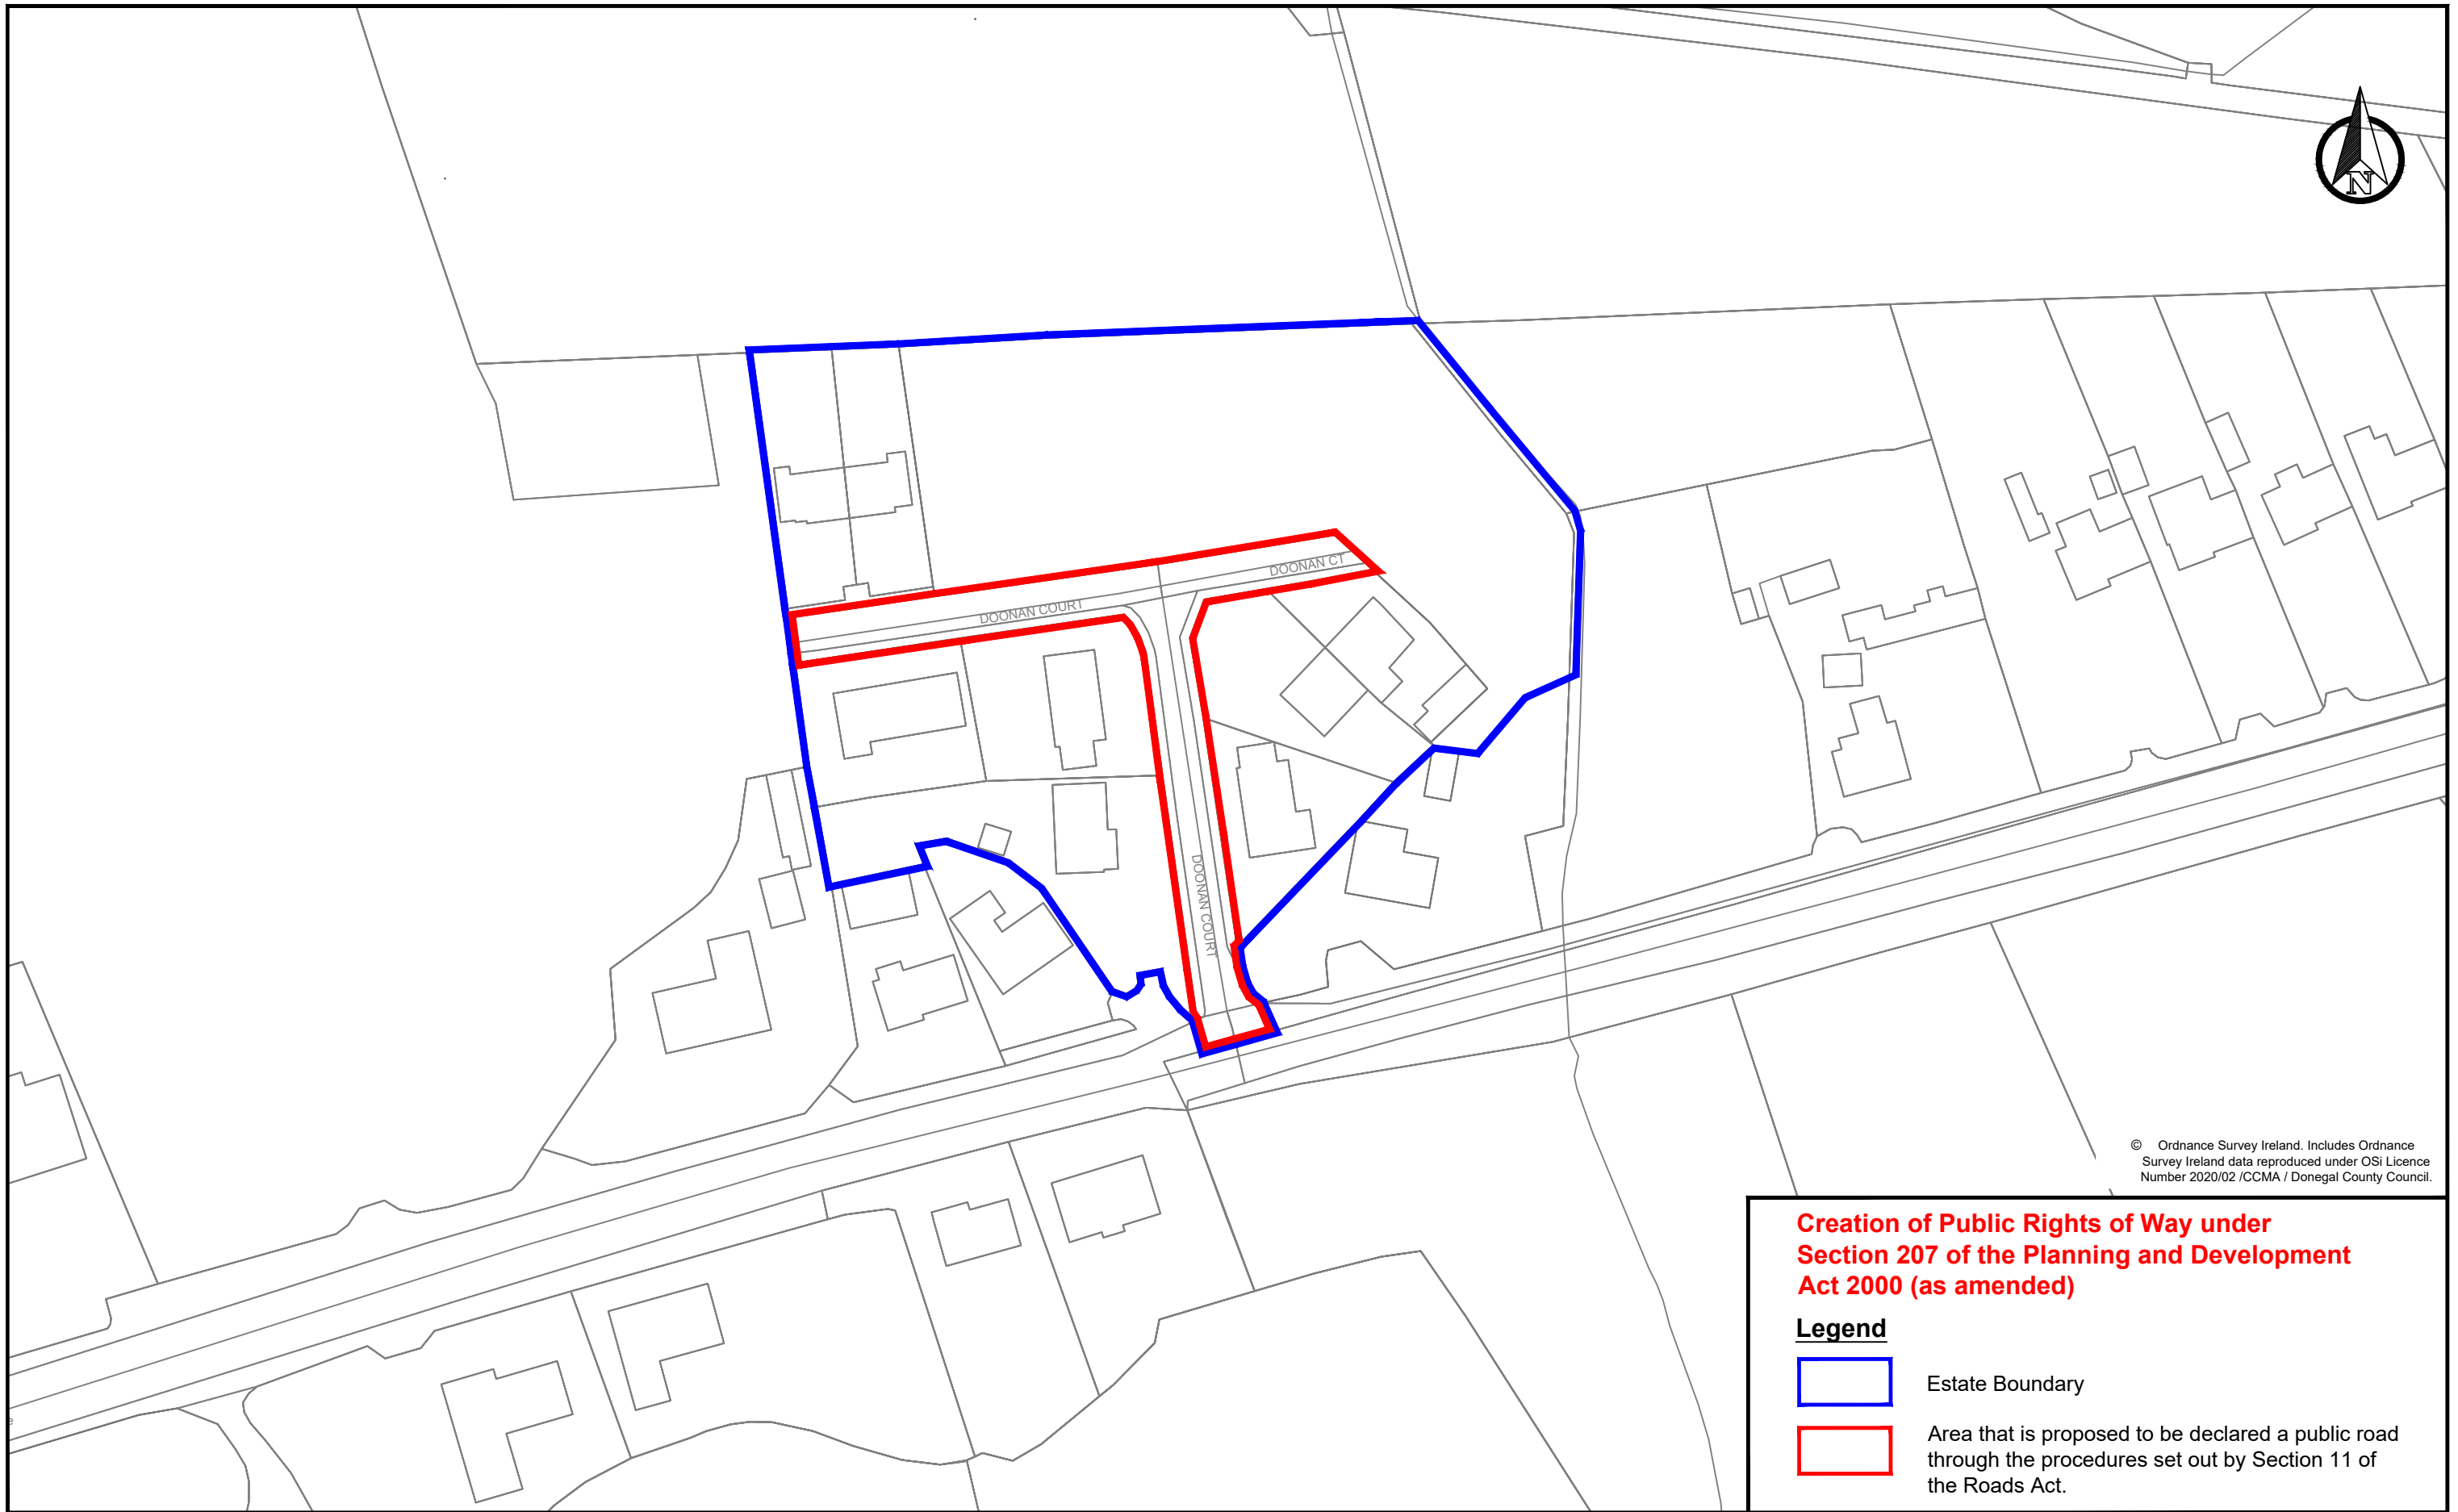 N
DOONAN CT
DOONAN COURT
DOONAN COURT
© Ordnance Survey Ireland. Includes Ordnance
Survey Ireland data reproduced under OSi Licence
Number 2020/02 /CCMA / Donegal County Council.
Creation of Public Rights of Way under
Section 207 of the Planning and Development
Act 2000 (as amended)
Legend
Estate Boundary
Area that is proposed to be declared a public road
through the procedures set out by Section 11 of
the Roads Act.